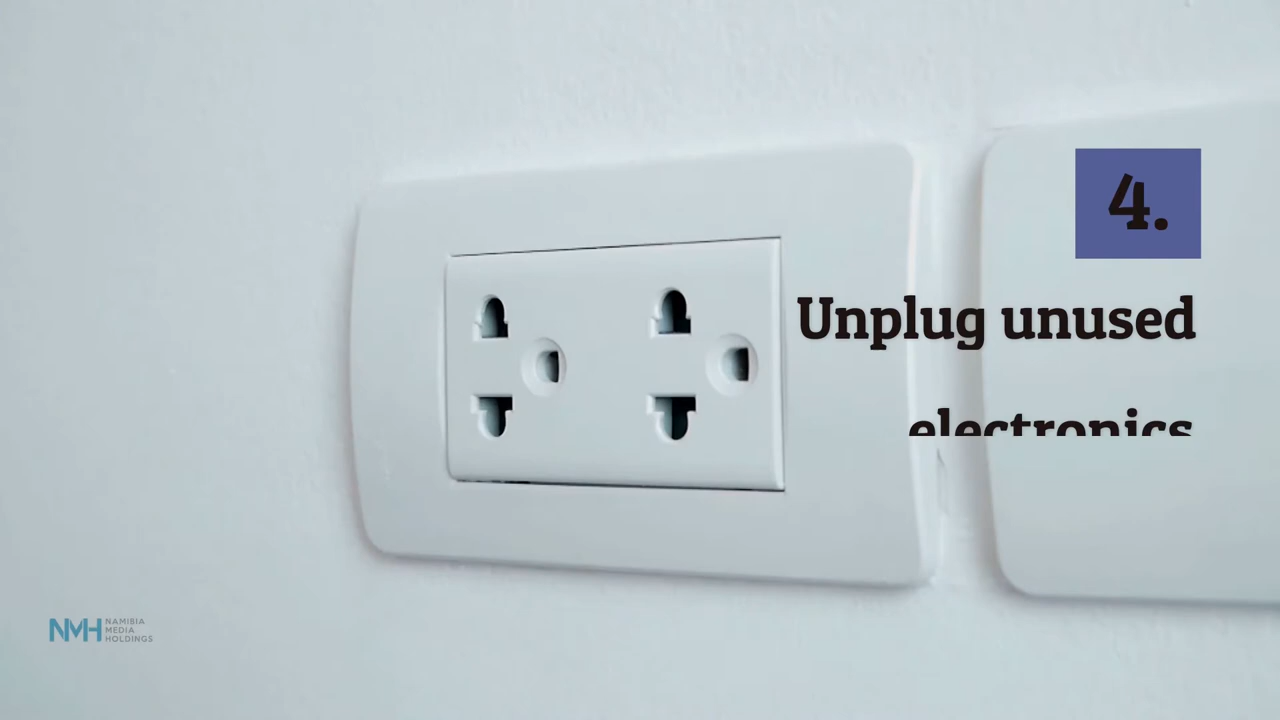 4.
Unplug unused
electronics
NMH NAMIBIA
MEDIA
HOLDINGS